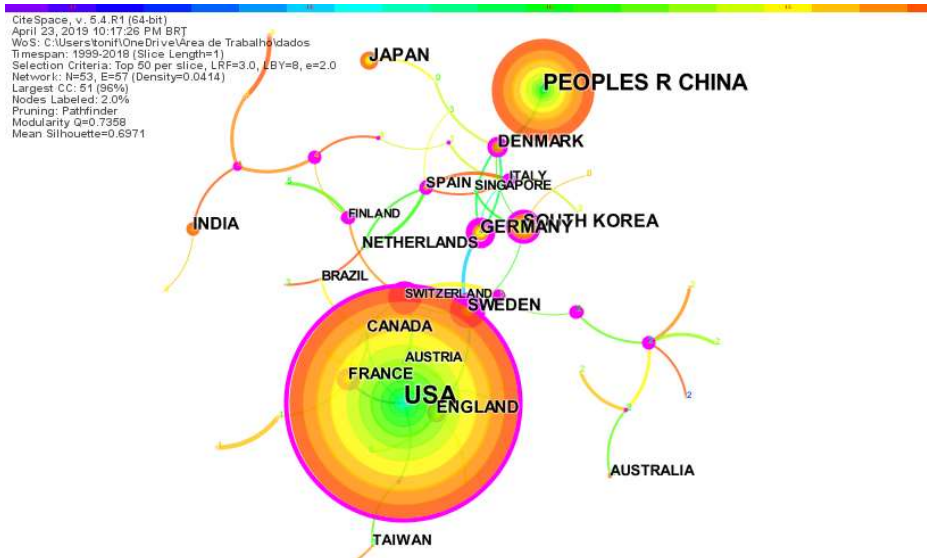 CiteSpace, v. 5.4.R1 (64-bit)
April 23, 2019 10:17:26 PM BRT
WoS: C:\Users\tonif\OneDrive\Área de Trabalho\dados
Timespan: 1999-2018 (Slice Length=1)
Selection Criteria: Top 50 per slice, LRF=3.0, LBY=8, e=2.0
Network: N=53, E=57 (Density=0.0414)
Largest CC: 51 (96%)
Nodes Labeled: 2.0%
Pruning: Pathfinder
Modularity Q=0.7358
Mean Silhouette=0.6971
JAPAN
PEOPLES R CHINA
DENMARK
ITALY
SPAIN
SINGAPORE
FINLAND
SOUTH KOREA
INDIA
GERMANY
NETHERLANDS
BRAZIL
SWITZERLAND
SWEDEN
CANADA
AUSTRIA
FRANCE
USA
ENGLAND
AUSTRALIA
TAIWAN